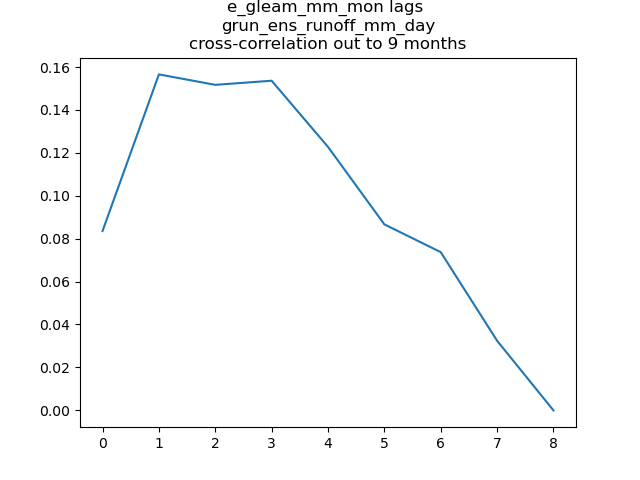 e_gleam_mm_mon lags
grun_ens_runoff_mm_day
cross-correlation out to 9 months
0.16
0.14
0.12
0.10
0.08
0.06
0.04
0.02
0.00
0 1 2 3 4 5 6 7 8